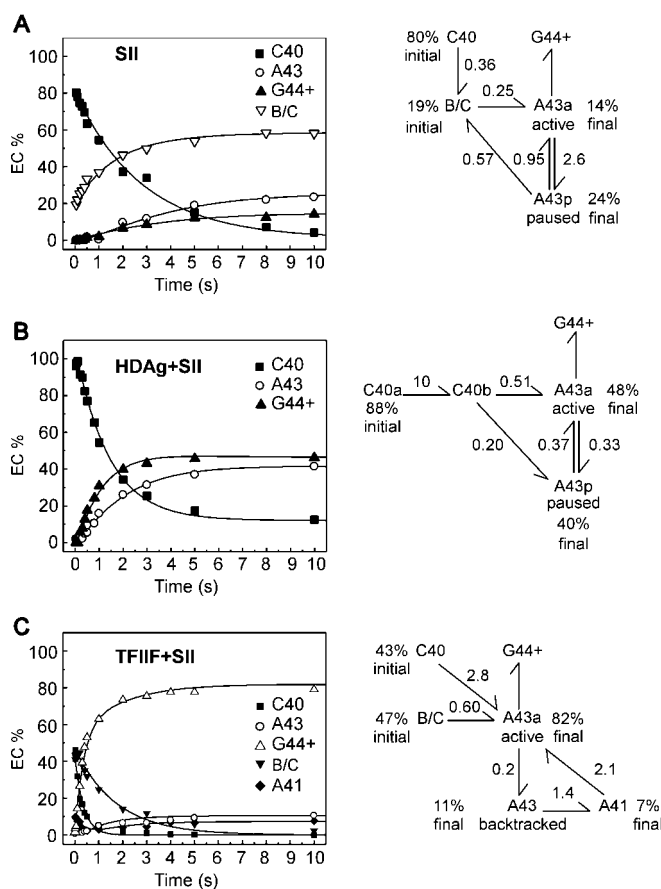 A
SII
C40
A43
G44+
B/C
EC %
100
80
60
40
20
0
0 1 2 3 4 5 6 7 8 9 10
Time (s)
80% C40
initial
G44+
0.36
0.25
19% B/C
initial
A43a 14%
active final
0.57 0.95 2.6
A43p 24%
paused final
B
HDAg+SII
C40
A43
G44+
EC %
100
80
60
40
20
0
0 1 2 3 4 5 6 7 8 9 10
Time (s)
G44+
C40a 10 C40b 0.51 A43a 48%
88%
initial
active final
0.20 0.37 0.33
A43p
paused
40%
final
C
TFIIF+SII
C40
A43
G44+
B/C
A41
EC %
100
80
60
40
20
0
0 1 2 3 4 5 6 7 8 9 10
Time (s)
43% C40
initial
G44+
2.8
0.60
47% B/C
initial
A43a 82%
active final
0.2 2.1
11% A43 1.4 A41 7%
final backtracked final